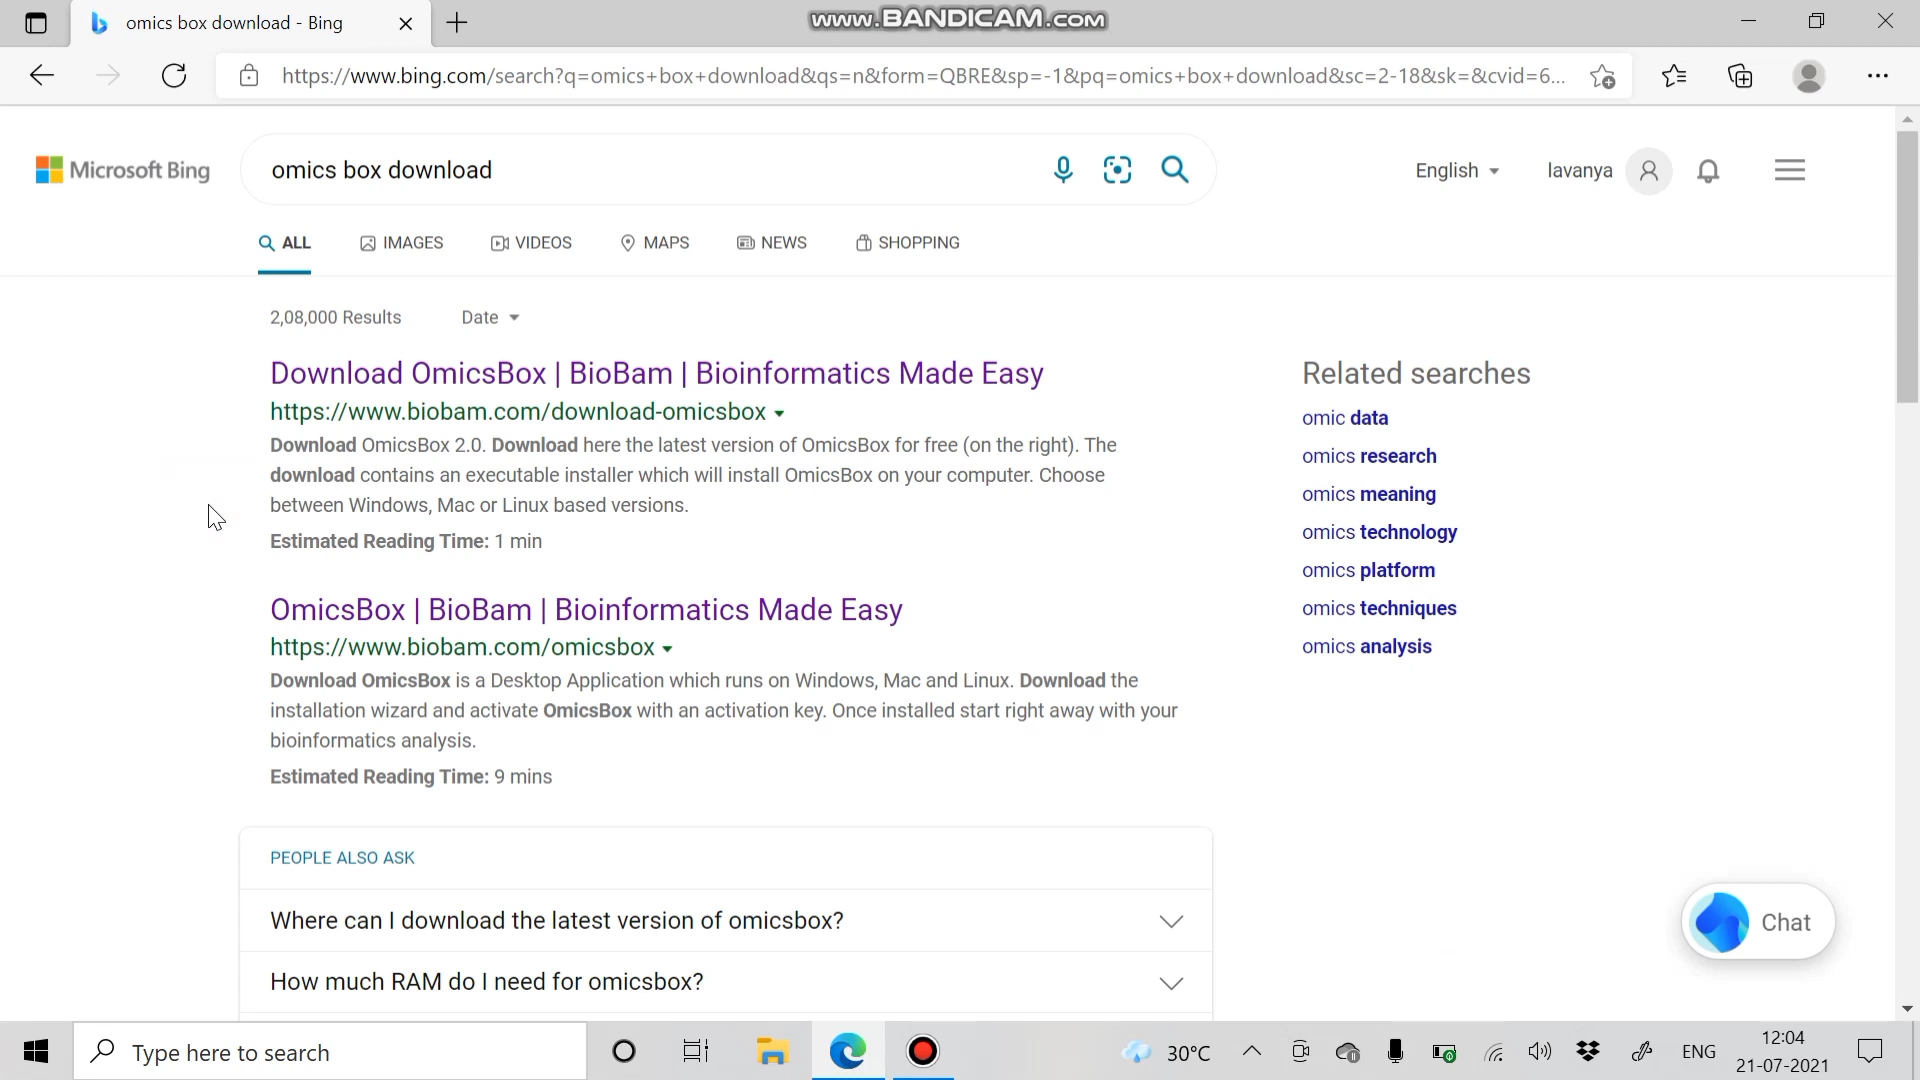 omics box download - Bing
www.BANDICAM.com
https://www.bing.com/search?q=omics+box+download&qs=n&form=QBRE&sp=-1&pq=omics+box+download&sc=2-18&sk=&cvid=6...
Microsoft Bing
omics box download
English
lavanya
ALL
IMAGES
VIDEOS
MAPS
NEWS
SHOPPING
2,08,000 Results
Date
Download OmicsBox | BioBam | Bioinformatics Made Easy
https://www.biobam.com/download-omicsbox
Download OmicsBox 2.0. Download here the latest version of OmicsBox for free (on the right). The
download contains an executable installer which will install OmicsBox on your computer. Choose
between Windows, Mac or Linux based versions.
Estimated Reading Time: 1 min
OmicsBox | BioBam | Bioinformatics Made Easy
https://www.biobam.com/omicsbox
Download OmicsBox is a Desktop Application which runs on Windows, Mac and Linux. Download the
installation wizard and activate OmicsBox with an activation key. Once installed start right away with your
bioinformatics analysis.
Estimated Reading Time: 9 mins
PEOPLE ALSO ASK
Where can I download the latest version of omicsbox?
How much RAM do I need for omicsbox?
Related searches
omic data
omics research
omics meaning
omics technology
omics platform
omics techniques
omics analysis
Chat
Type here to search
30°C
ENG
12:04
21-07-2021